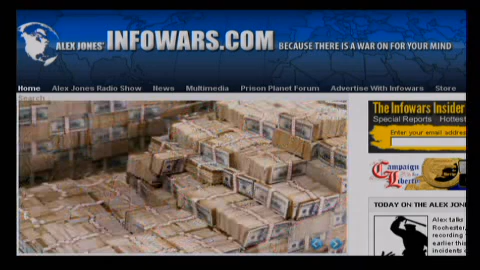 ALEX JONES' INFOWARS.COM BECAUSE THERE IS A WAR ON FOR YOUR MIND
Home Alex Jones Radio Show News Multimedia Prison Planet Forum Advertise With Infowars Store
Search
The Infowars Insider
Special Reports Hottest
Enter your email address
Campaign
for
Liberty
TODAY ON THE ALEX JON
Alex talks
Rochester,
recording
earlier this
incidents